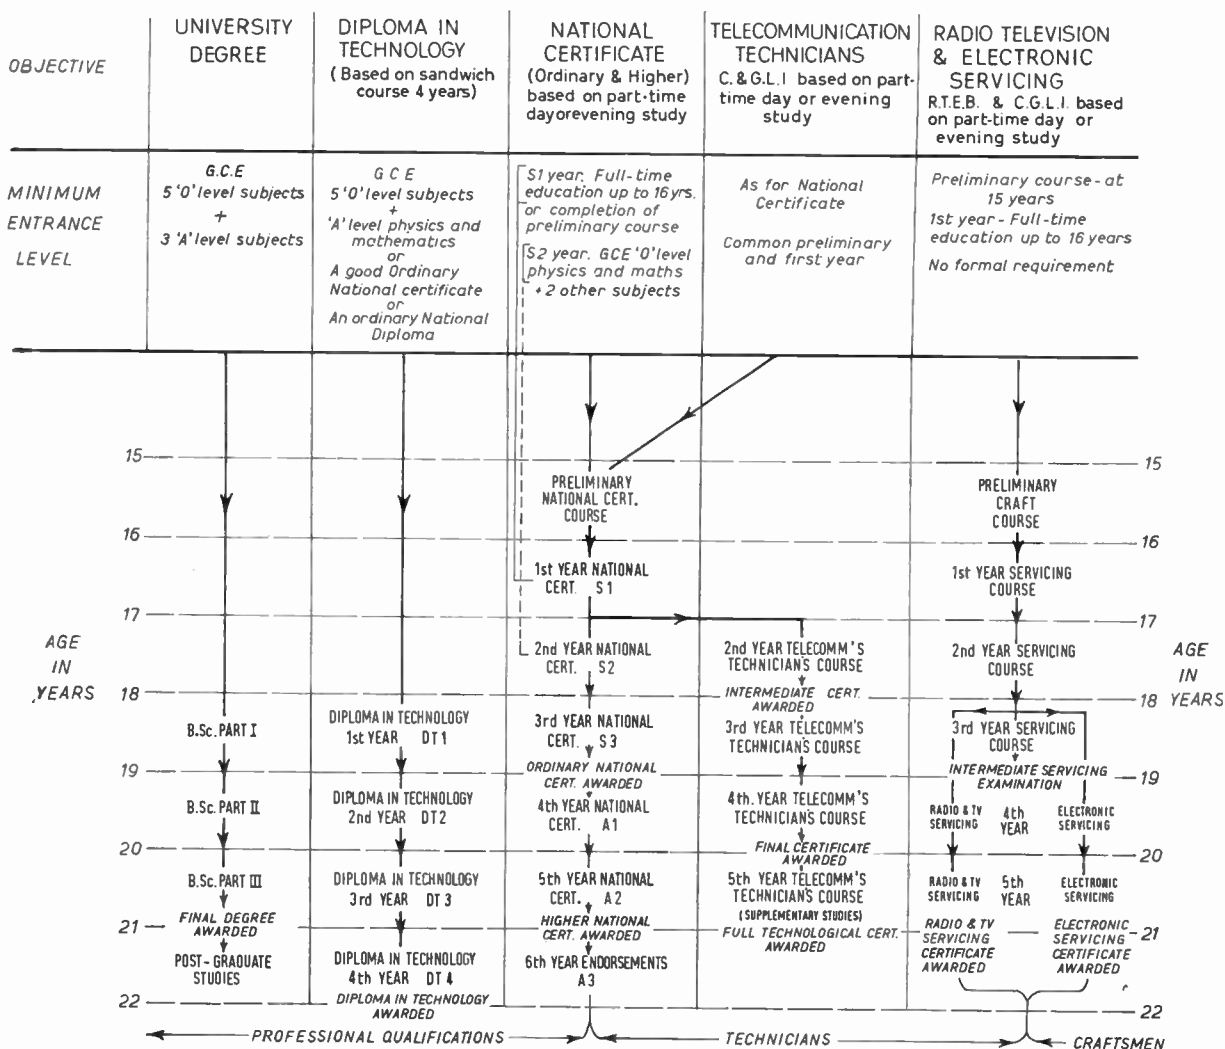 OBJECTIVE
UNIVERSITY
DEGREE
DIPLOMA IN
TECHNOLOGY
(Based on sandwich
course 4 years)
NATIONAL
CERTIFICATE
(Ordinary & Higher)
based on part-time
dayorevening study
TELECOMMUNICATION
TECHNICIANS
C.&G.L.I based on part-
time day or evening
study
RADIO TELEVISION
& ELECTRONIC
SERVICING
R.T.E.B. & C.G.L.I. based
on part-time day or
evening study
MINIMUM
ENTRANCE
LEVEL
G.C.E
5 'O' level subjects
+
3 'A' level subjects
G C E
5 'O' level subjects
+
'A' level physics and
mathematics
or
A good Ordinary
National certificate
or
An ordinary National
Diploma
S1 year. Full-time
education up to 16yrs.
or completion of
preliminary course
S2 year. GCE 'O' level
physics and maths
+ 2 other subjects
As for National
Certificate
Common preliminary
and first year
Preliminary course - at
15 years
1st year - Full-time
education up to 16 years
No formal requirement
AGE
IN
YEARS
15
16
17
18
19
20
21
22
B.Sc. PART I
B.Sc. PART II
B.Sc. PART III
FINAL DEGREE
AWARDED
POST-GRADUATE
STUDIES
DIPLOMA IN TECHNOLOGY
1st YEAR DT 1
DIPLOMA IN TECHNOLOGY
2nd YEAR DT2
DIPLOMA IN TECHNOLOGY
3rd YEAR DT 3
DIPLOMA IN TECHNOLOGY
4th YEAR DT 4
DIPLOMA IN TECHNOLOGY
AWARDED
PRELIMINARY
NATIONAL CERT.
COURSE
1st YEAR NATIONAL
CERT. S 1
2nd YEAR NATIONAL
CERT. S 2
3rd YEAR NATIONAL
CERT. S 3
ORDINARY NATIONAL
CERT. AWARDED
4th YEAR NATIONAL
CERT. A 1
5th YEAR NATIONAL
CERT. A 2
HIGHER NATIONAL
CERT. AWARDED
6th YEAR ENDORSEMENTS
A 3
2nd YEAR TELECOMM'S
TECHNICIAN'S COURSE
INTERMEDIATE CERT.
AWARDED
3rd YEAR TELECOMM'S
TECHNICIAN'S COURSE
4th. YEAR TELECOMM'S
TECHNICIAN'S COURSE
FINAL CERTIFICATE
AWARDED
5th YEAR TELECOMM'S
TECHNICIAN'S COURSE
(SUPPLEMENTARY STUDIES)
FULL TECHNOLOGICAL CERT.
AWARDED
PRELIMINARY
CRAFT
COURSE
1st YEAR SERVICING
COURSE
2nd YEAR SERVICING
COURSE
3rd YEAR SERVICING
COURSE
INTERMEDIATE SERVICING
EXAMINATION
RADIO & TV
SERVICING
4th
YEAR
ELECTRONIC
SERVICING
RADIO & TV
SERVICING
5th
YEAR
ELECTRONIC
SERVICING
RADIO & TV
SERVICING
CERTIFICATE
AWARDED
ELECTRONIC
SERVICING
CERTIFICATE
AWARDED
15
16
17
18
19
20
21
22
AGE
IN
YEARS
PROFESSIONAL QUALIFICATIONS
TECHNICIANS
CRAFTSMEN